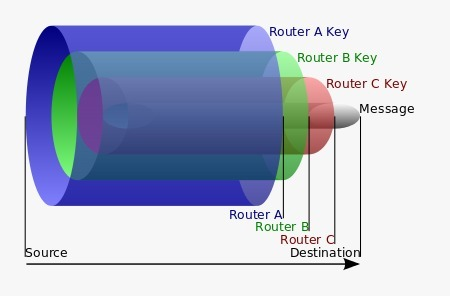 Router A Key
Router B Key
Router C Key
Message
Router A
Router B
Router C
Source
Destination